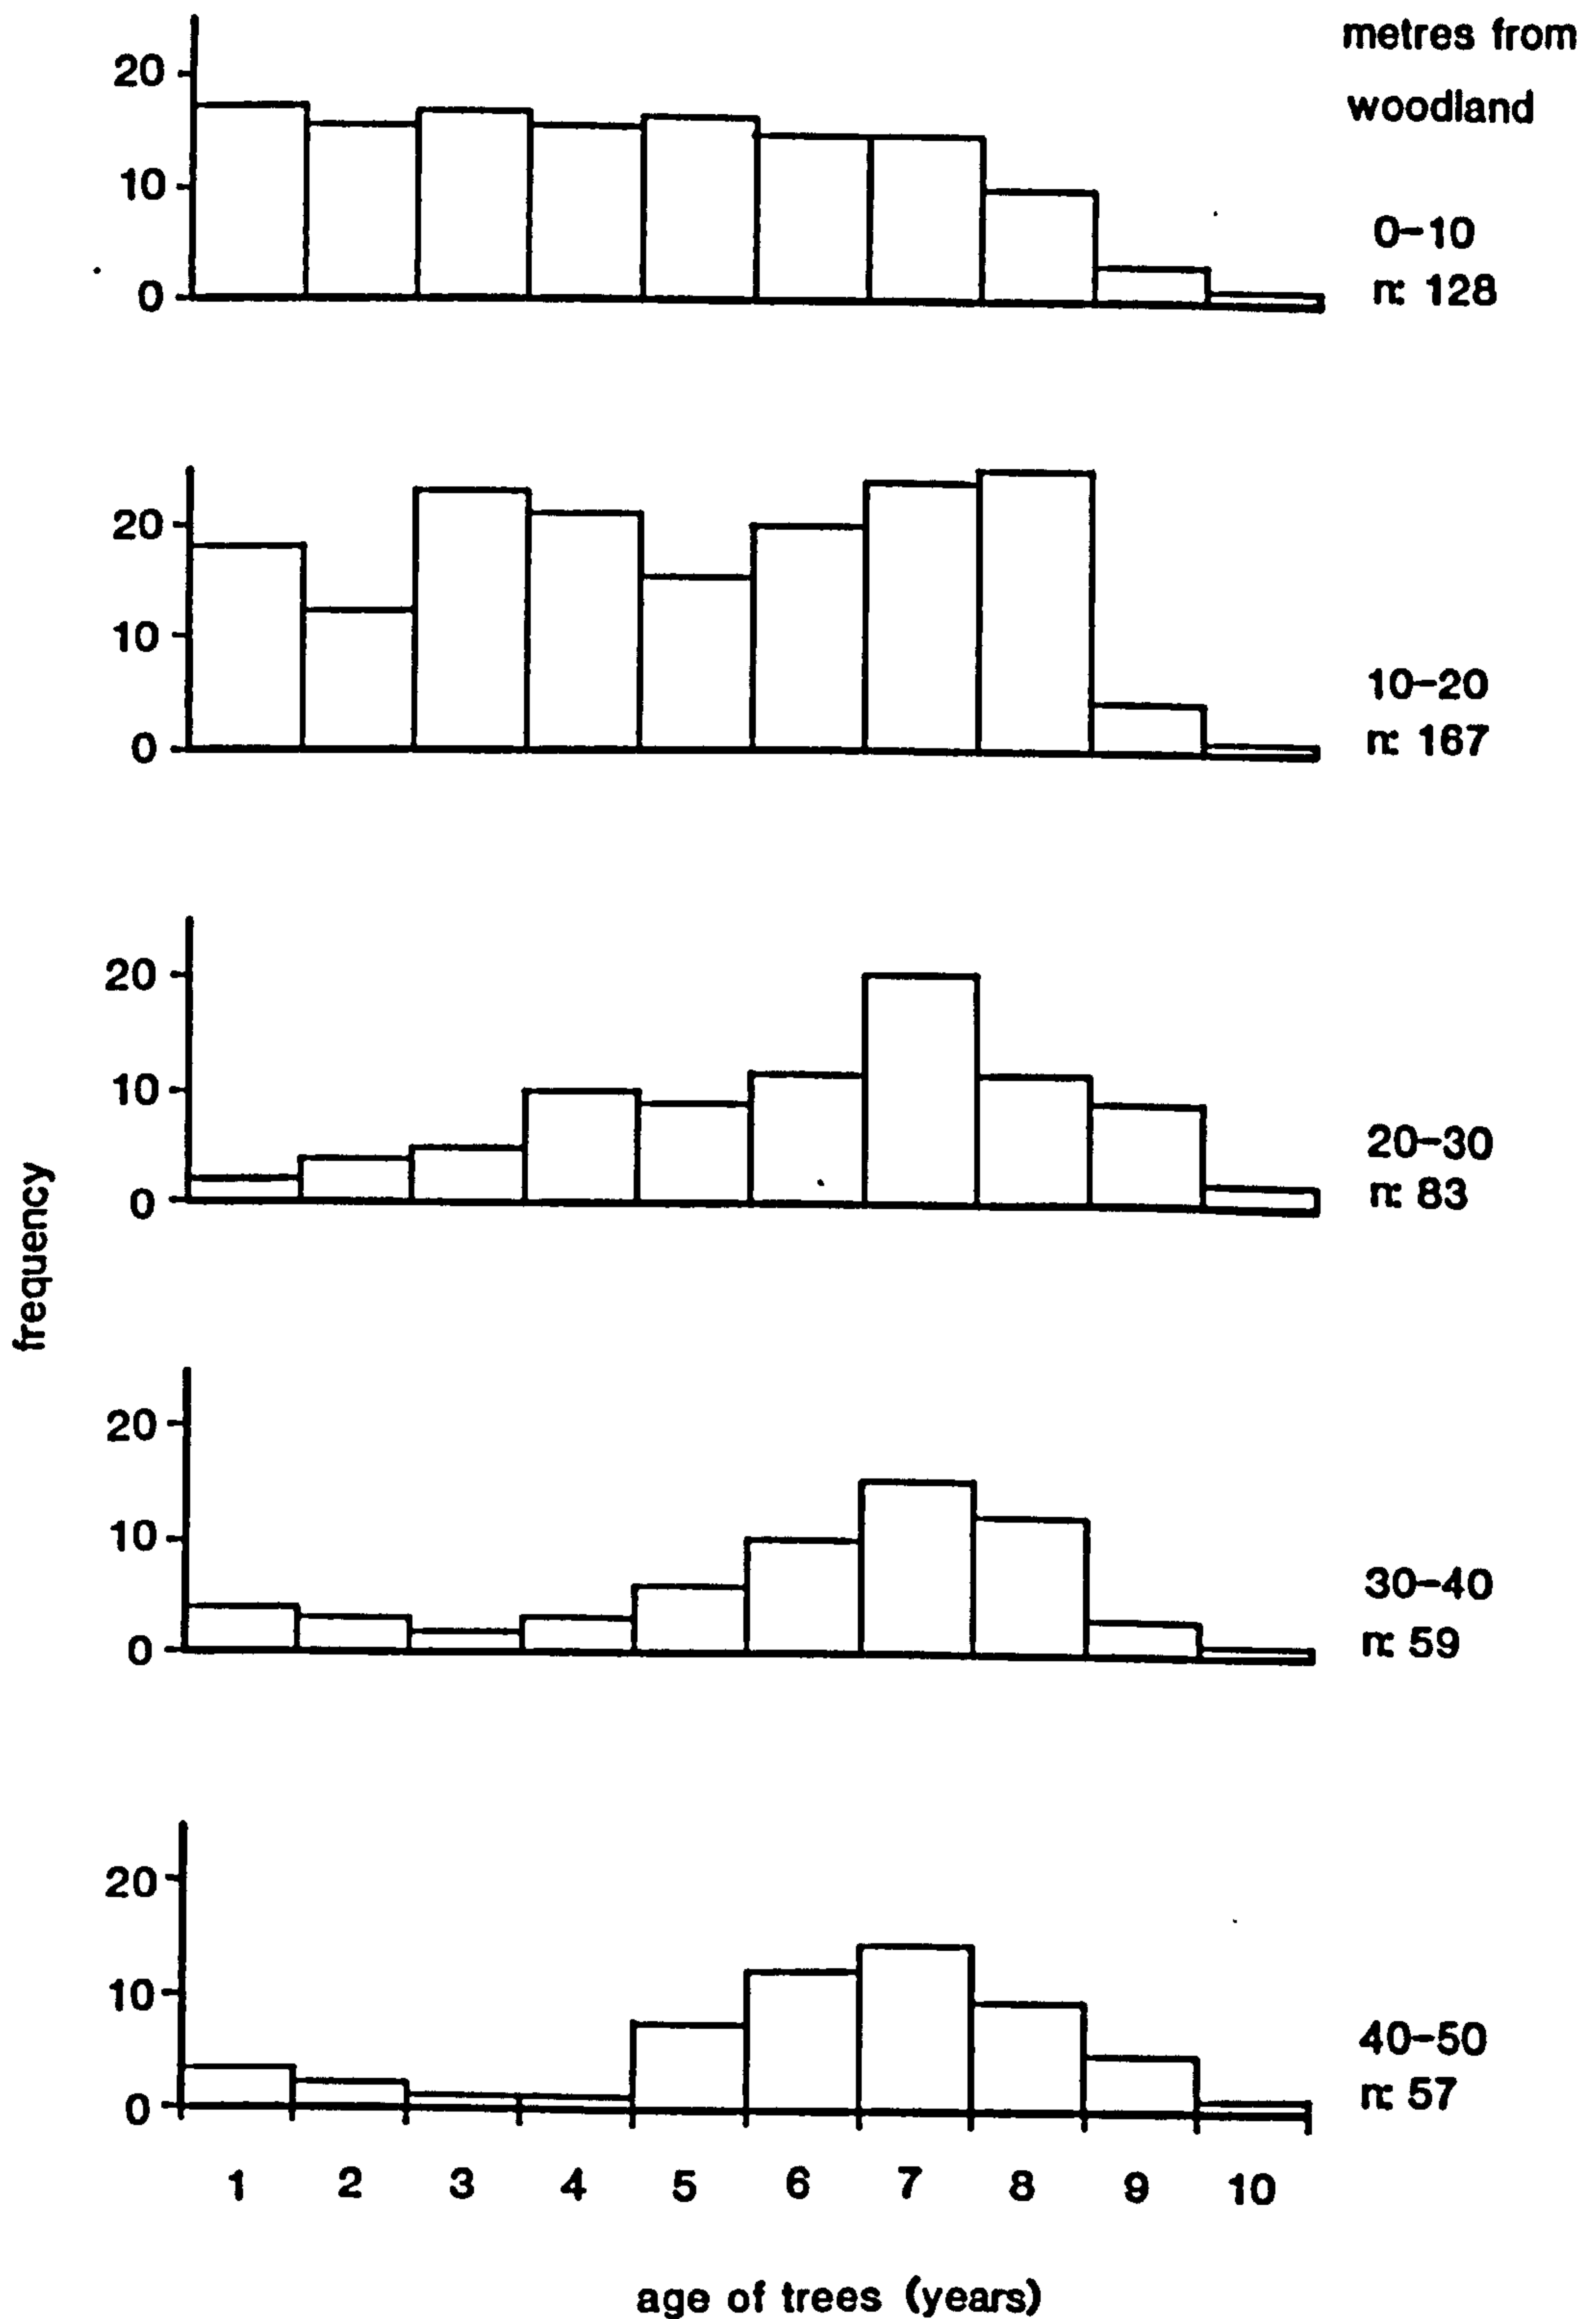 metres from
woodland
20
10
0
0-10
n: 128
20
10
0
10-20
n: 167
20
10
0
20-30
n: 83
frequency
20
10
0
30-40
n: 59
20
10
0
40-50
n: 57
1 2 3 4 5 6 7 8 9 10
age of trees (years)